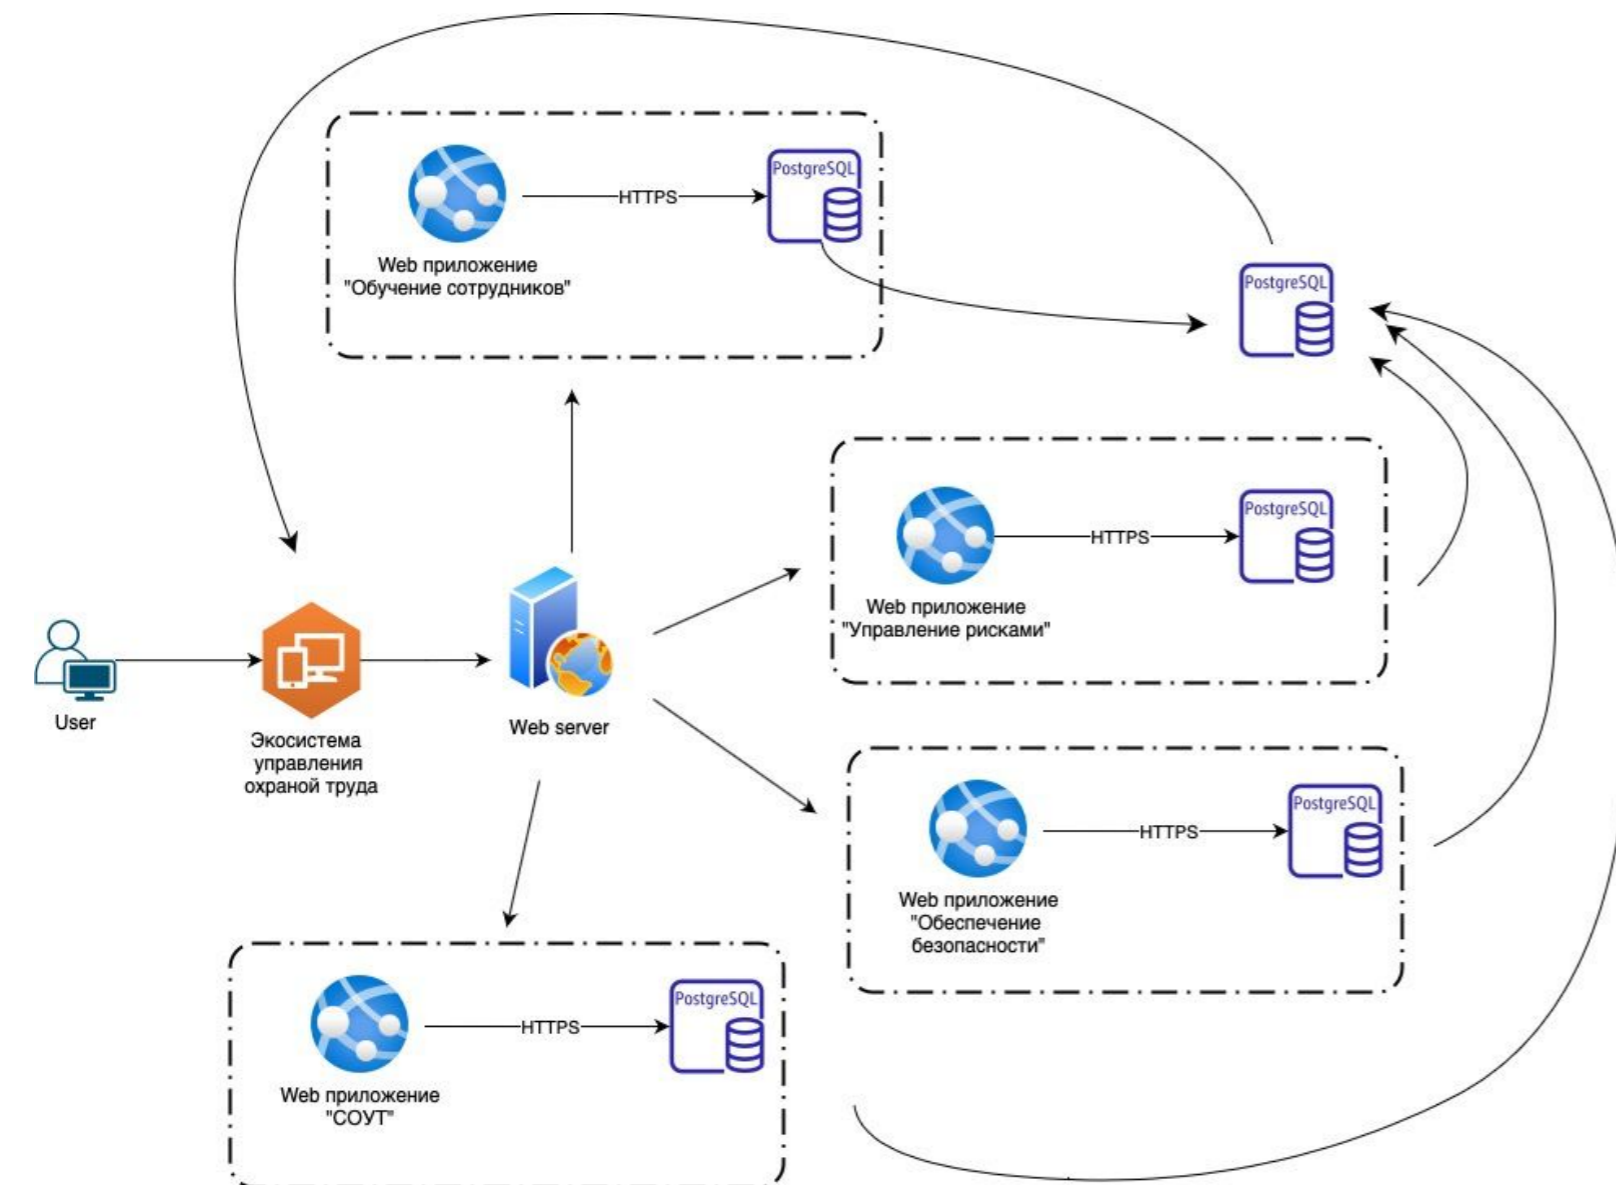 PostgreSQL
HTTPS
Web приложение
"Обучение сотрудников"
PostgreSQL
PostgreSQL
HTTPS
Web приложение
"Управление рисками"
User
Экосистема
управления
охраной труда
Web server
PostgreSQL
HTTPS
Web приложение
"Обеспечение
безопасности"
PostgreSQL
HTTPS
Web приложение
"СОУТ"